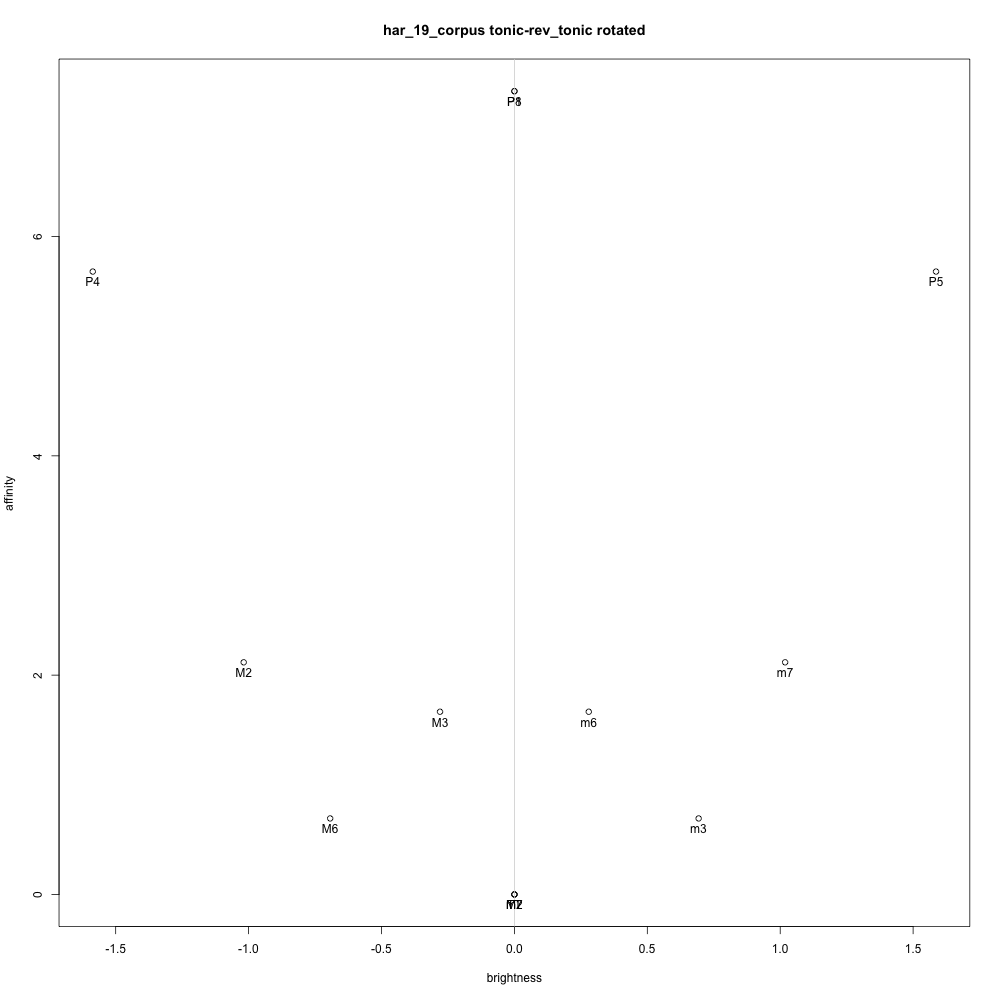 har_19_corpus tonic-rev_tonic rotated
6
P4
P5
4
affinity
2
M2
m7
M3
m6
M6
m3
0
-1.5 -1.0 -0.5 0.0 0.5 1.0 1.5
brightness